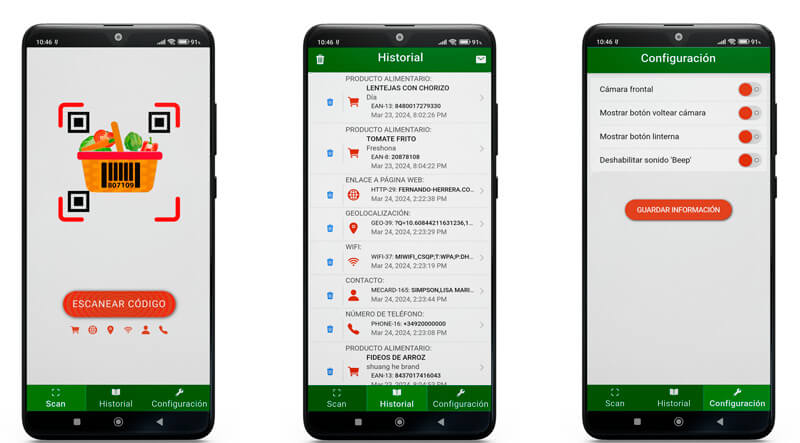 10:46
91%
807109
ESCANEAR CÓDIGO
Scan
Historial
Configuración
10:46
91%
Historial
PRODUCTO ALIMENTARIO:
LENTEJAS CON CHORIZO
Dia
EAN-13: 8480017279330
Mar 23, 2024, 8:02:26 PM
PRODUCTO ALIMENTARIO:
TOMATE FRITO
Freshona
EAN-8: 20878108
Mar 23, 2024, 8:04:22 PM
ENLACE A PÁGINA WEB:
HTTP-29: FERNANDO-HERRERA.CO...
Mar 24, 2024, 2:22:38 PM
GEOLOCALIZACIÓN:
GEO-39: ?Q=10.60844211631236,1...
Mar 24, 2024, 2:23:29 PM
WIFI:
WIFI-37: MIWIFI_CSQP;T:WPA;P:DH...
Mar 24, 2024, 2:23:19 PM
CONTACTO:
MECARD-165: SIMPSON,LISA MARI...
Mar 24, 2024, 2:23:44 PM
NÚMERO DE TELÉFONO:
PHONE-16: +34920000000
Mar 24, 2024, 2:23:08 PM
PRODUCTO ALIMENTARIO:
FIDEOS DE ARROZ
shuang he brand
EAN-13: 8437017416043
Mar 23, 2024, 8:04:53 PM
Scan
Historial
Configuración
10:46
91%
Configuración
Cámara frontal
Mostrar botón voltear cámara
Mostrar botón linterna
Deshabilitar sonido 'Beep'
GUARDAR INFORMACIÓN
Scan
Historial
Configuración